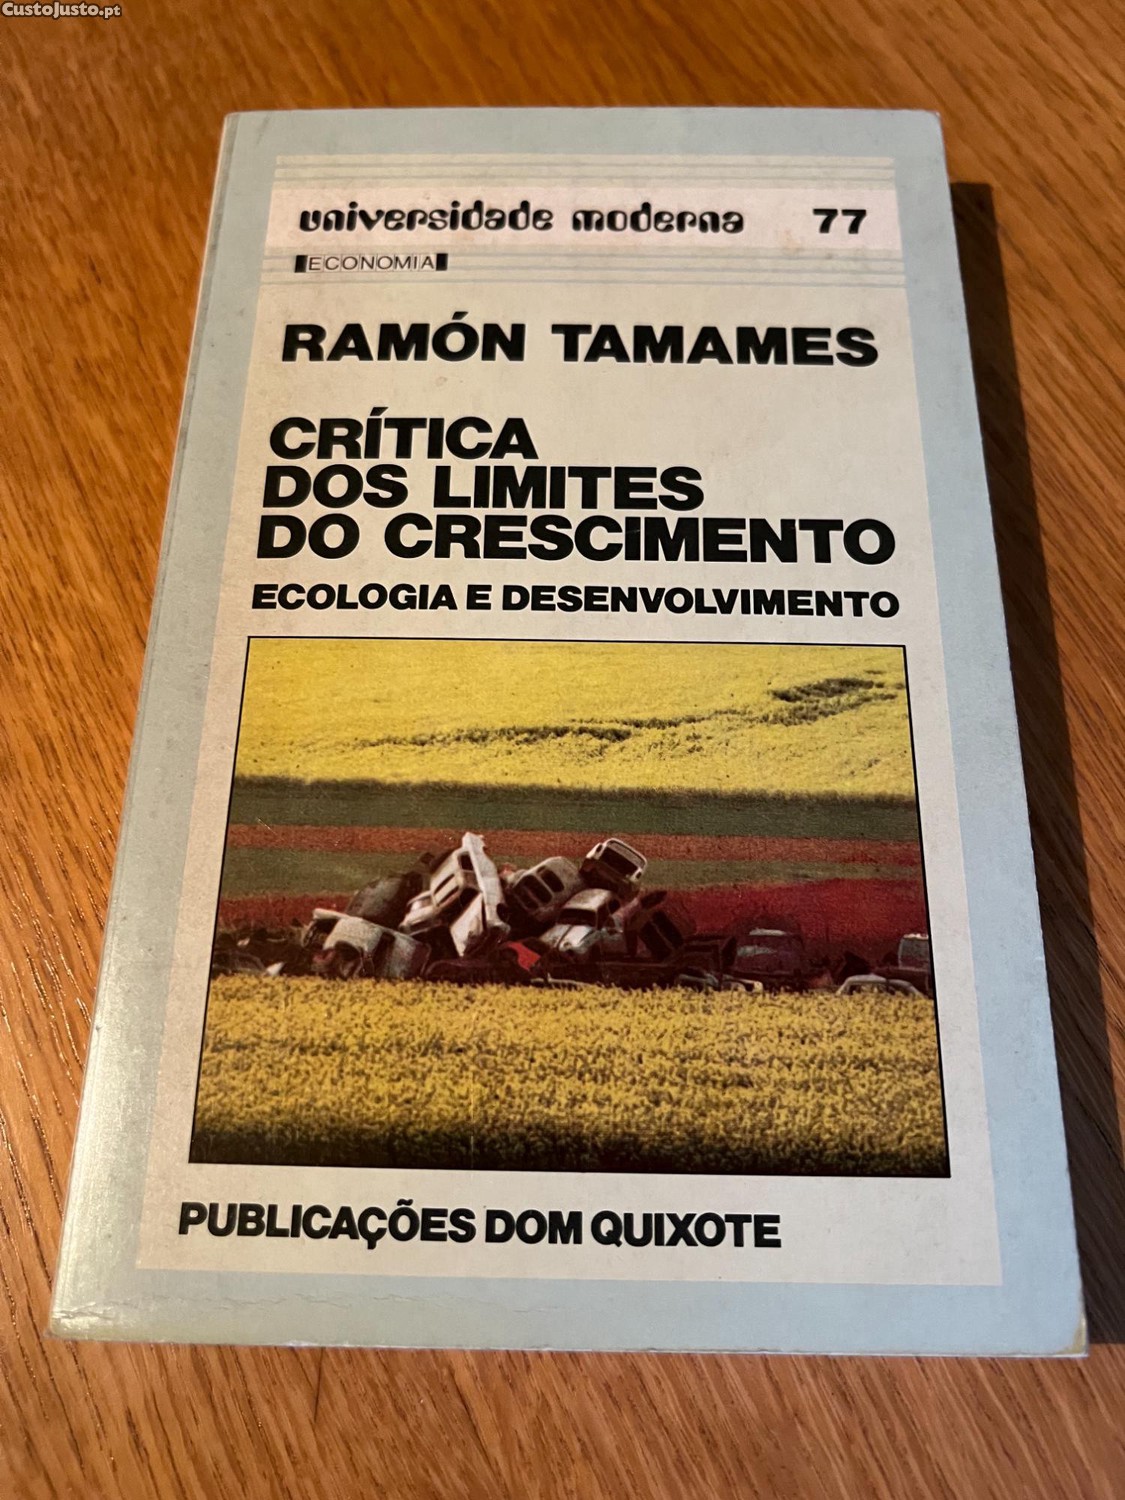 CustoJusto.pt
universidade moderna 77
ECONOMIA
RAMÓN TAMAMES
CRÍTICA
DOS LIMITES
DO CRESCIMENTO
ECOLOGIA E DESENVOLVIMENTO
PUBLICAÇÕES DOM QUIXOTE